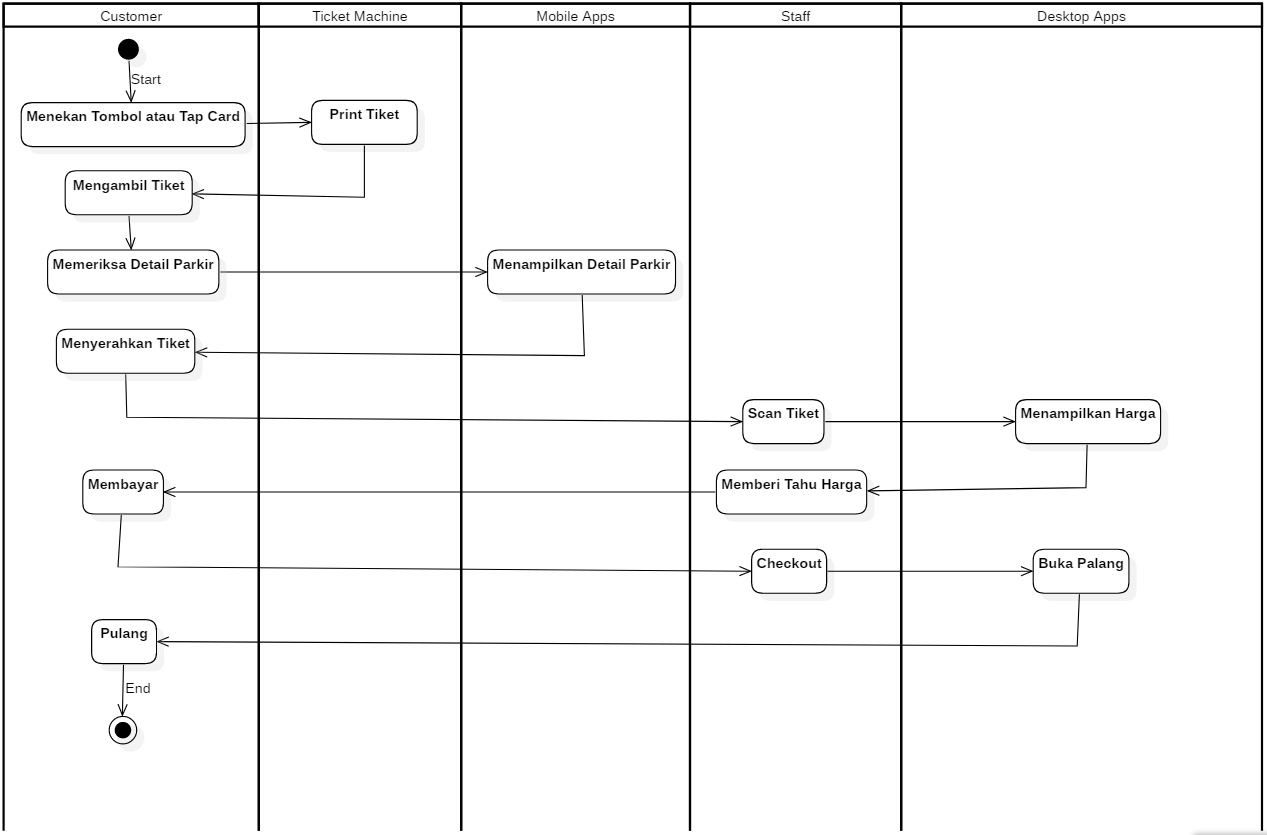 Customer
Ticket Machine
Mobile Apps
Staff
Desktop Apps
Start
Menekan Tombol atau Tap Card
Print Tiket
Mengambil Tiket
Memeriksa Detail Parkir
Menampilkan Detail Parkir
Menyerahkan Tiket
Scan Tiket
Menampilkan Harga
Membayar
Memberi Tahu Harga
Checkout
Buka Palang
Pulang
End